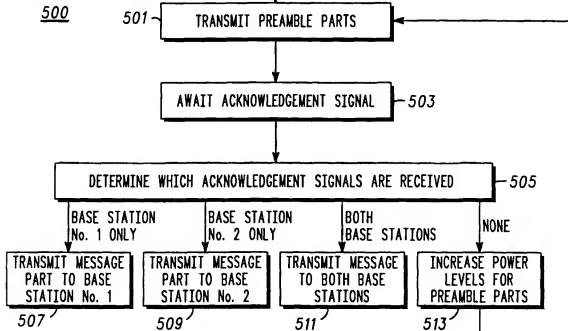 500
501
TRANSMIT PREAMBLE PARTS
AWAIT ACKNOWLEDGEMENT SIGNAL
503
DETERMINE WHICH ACKNOWLEDGEMENT SIGNALS ARE RECEIVED
505
BASE STATION
No. 1 ONLY
BASE STATION
No. 2 ONLY
BOTH
BASE STATIONS
NONE
TRANSMIT MESSAGE
PART TO BASE
STATION No. 1
TRANSMIT MESSAGE
PART TO BASE
STATION No. 2
TRANSMIT MESSAGE
TO BOTH BASE
STATIONS
INCREASE POWER
LEVELS FOR
PREAMBLE PARTS
507
509
511
513